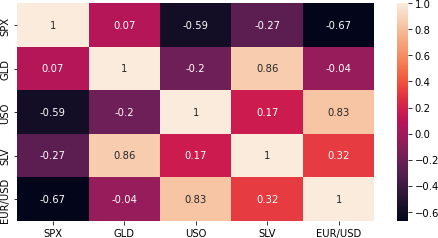 SPX 1 0.07 -0.59 -0.27 -0.67
GLD 0.07 1 -0.2 0.86 -0.04
USO -0.59 -0.2 1 0.17 0.83
SLV -0.27 0.86 0.17 1 0.32
EUR/USD -0.67 -0.04 0.83 0.32 1
SPX GLD USO SLV EUR/USD
1.0
0.8
0.6
0.4
0.2
0.0
−0.2
−0.4
−0.6